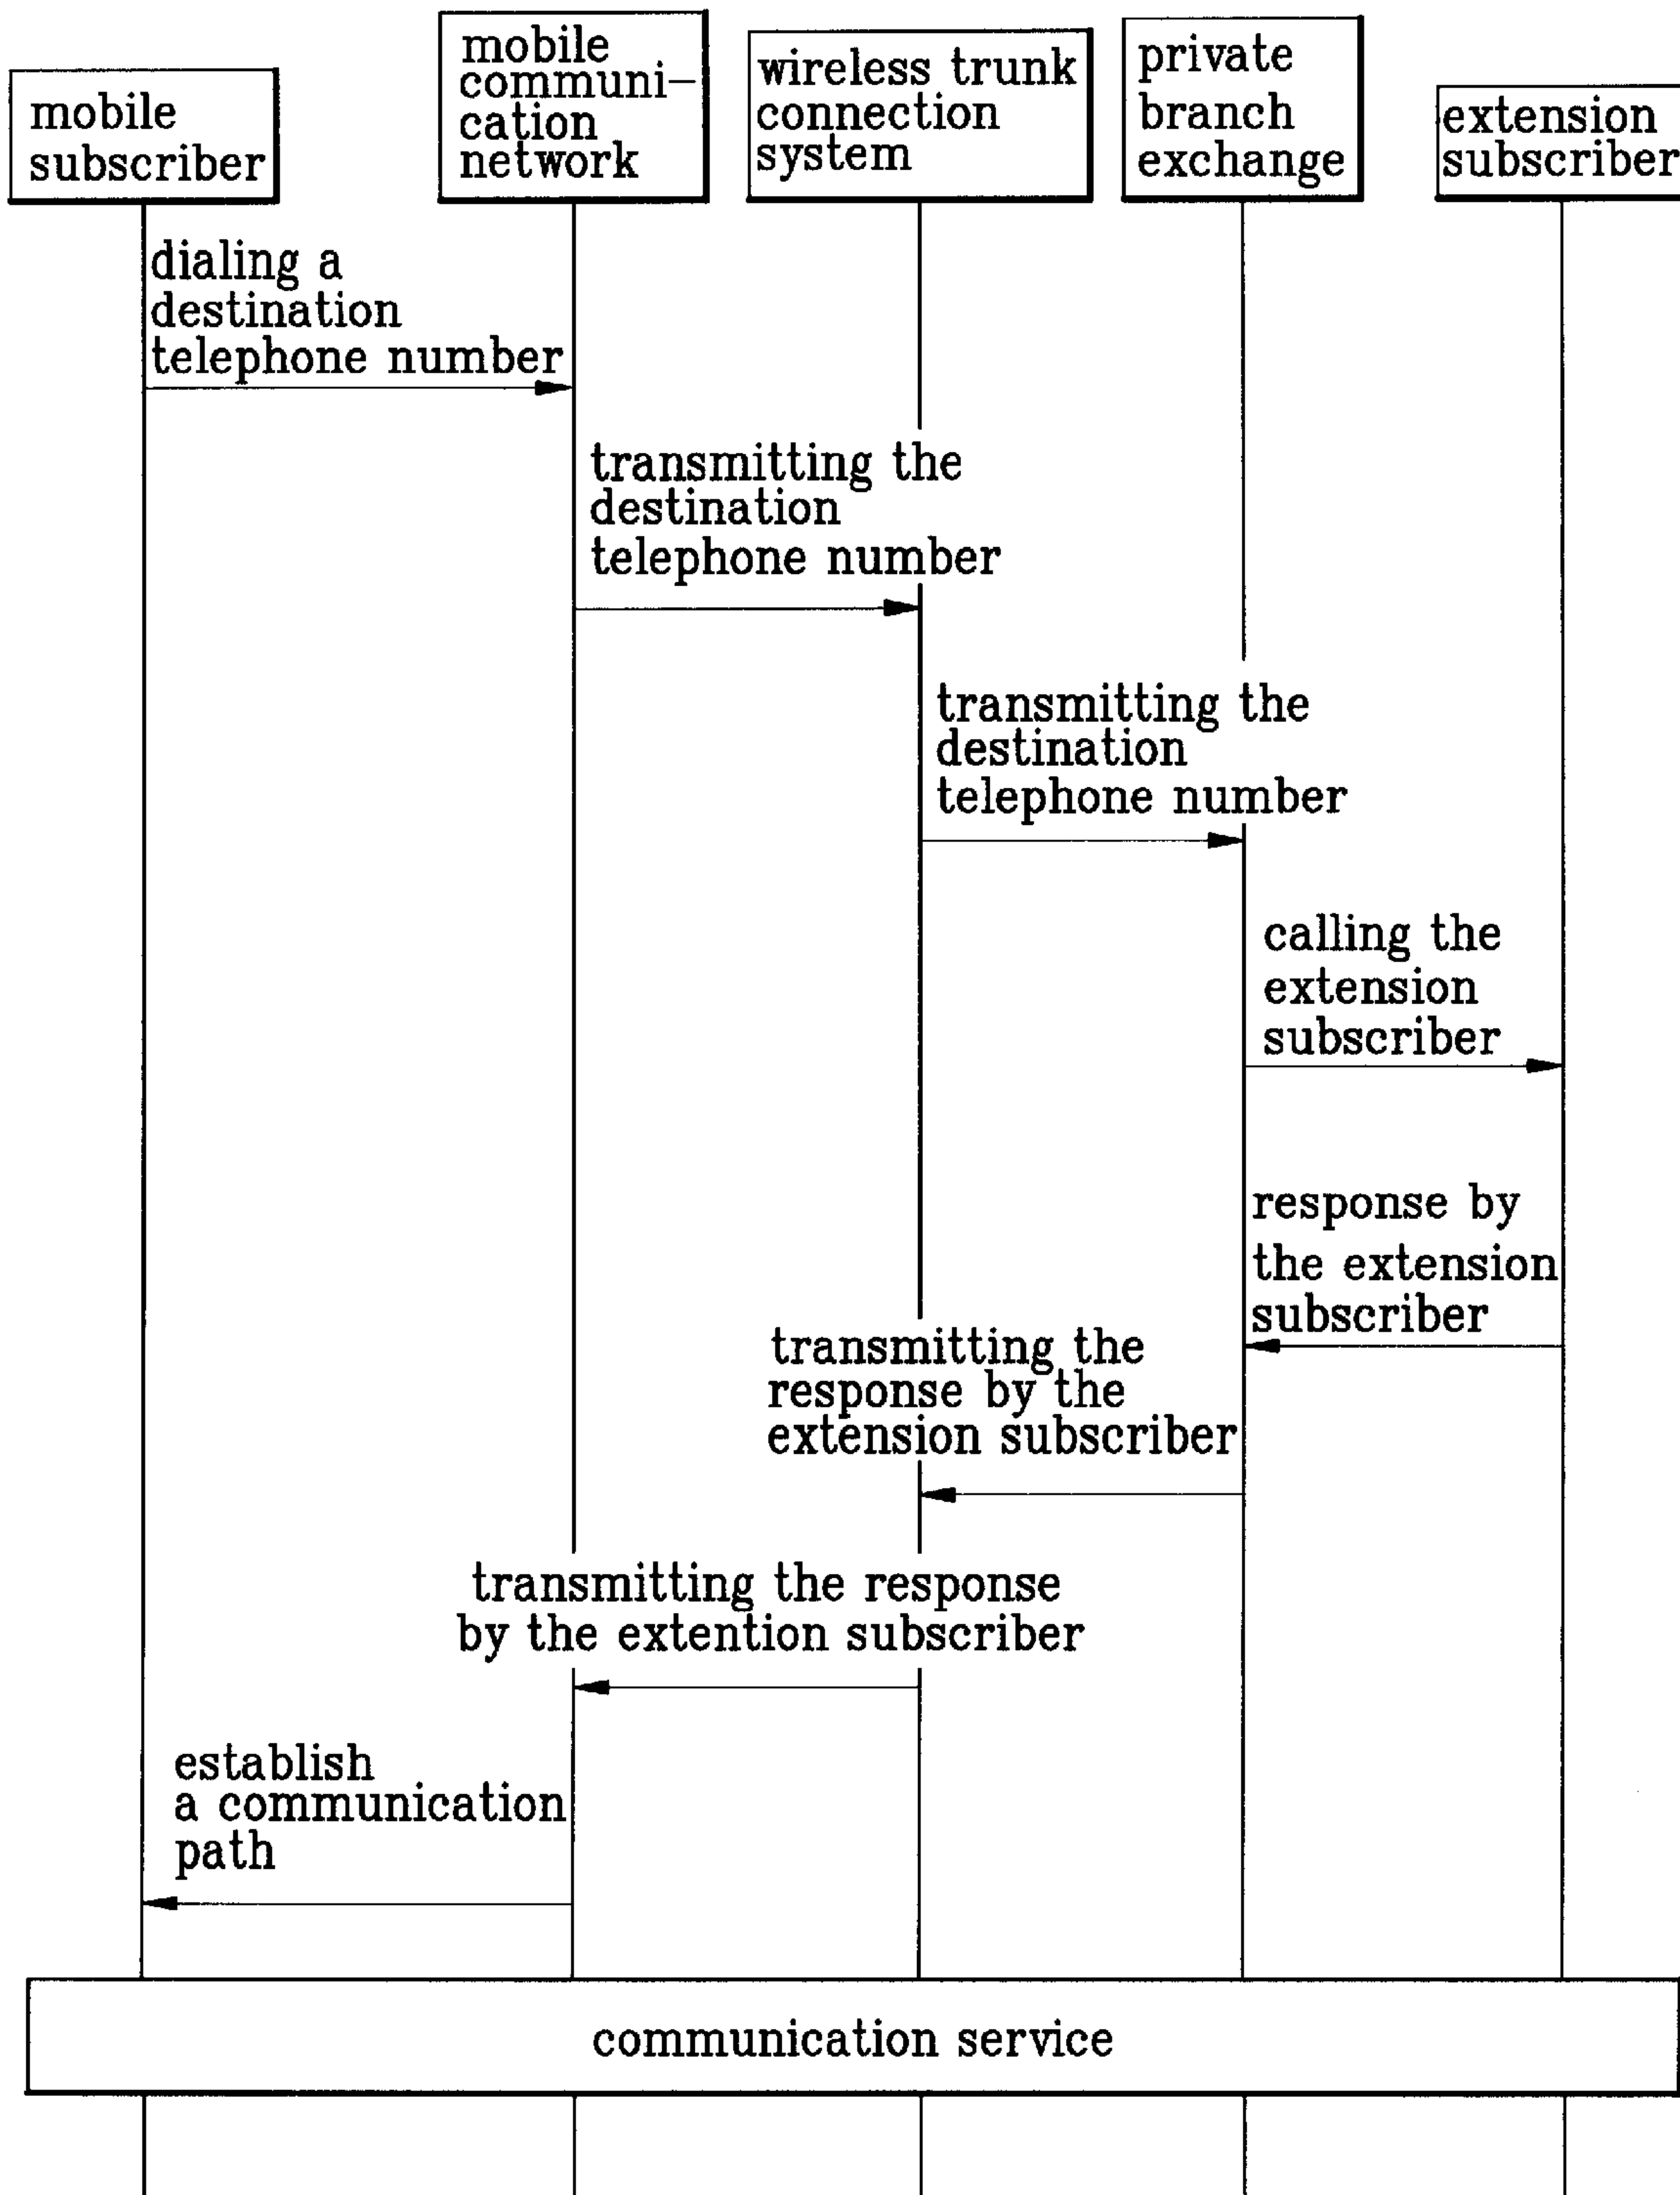 mobile
subscriber
mobile
communi-
cation
network
wireless trunk
connection
system
private
branch
exchange
extension
subscriber
dialing a
destination
telephone number
transmitting the
destination
telephone number
transmitting the
destination
telephone number
calling the
extension
subscriber
response by
the extension
subscriber
transmitting the
response by the
extension subscriber
transmitting the response
by the extention subscriber
establish
a communication
path
communication service